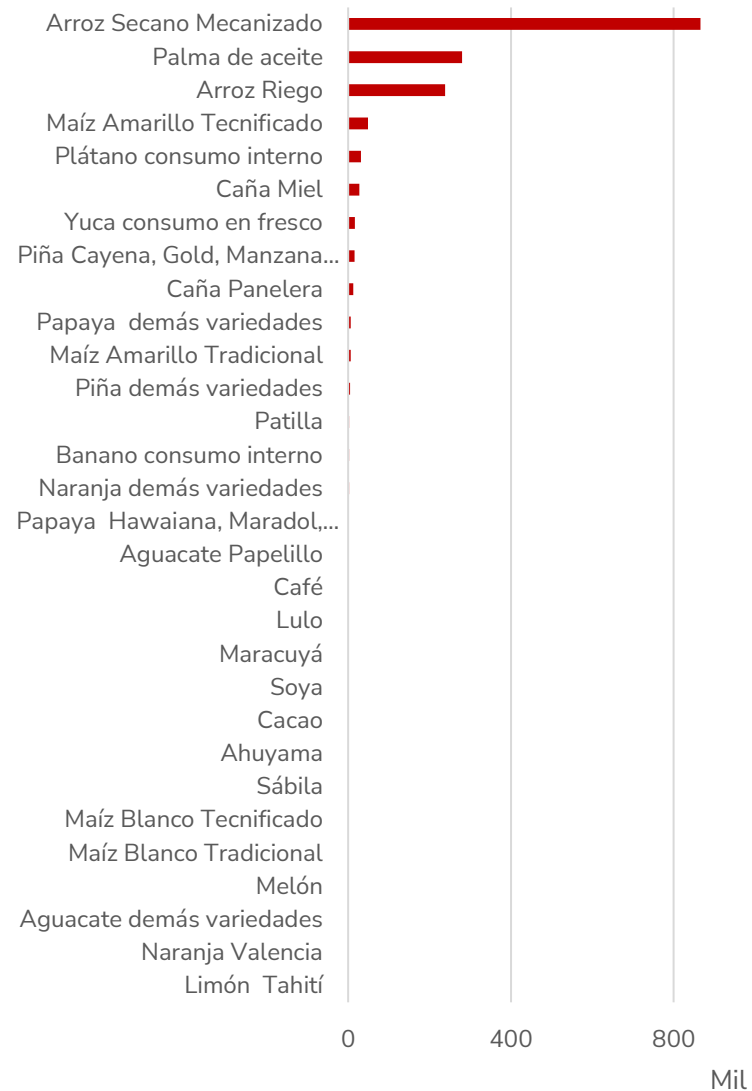 Arroz Secano Mecanizado
Palma de aceite
Arroz Riego
Maíz Amarillo Tecnificado
Plátano consumo interno
Caña Miel
Yuca consumo en fresco
Piña Cayena, Gold, Manzana...
Caña Panelera
Papaya  demás variedades
Maíz Amarillo Tradicional
Piña demás variedades
Patilla
Banano consumo interno
Naranja demás variedades
Papaya  Hawaiana, Maradol,...
Aguacate Papelillo
Café
Lulo
Maracuyá
Soya
Cacao
Ahuyama
Sábila
Maíz Blanco Tecnificado
Maíz Blanco Tradicional
Melón
Aguacate demás variedades
Naranja Valencia
Limón  Tahití
0 400 800
Mil